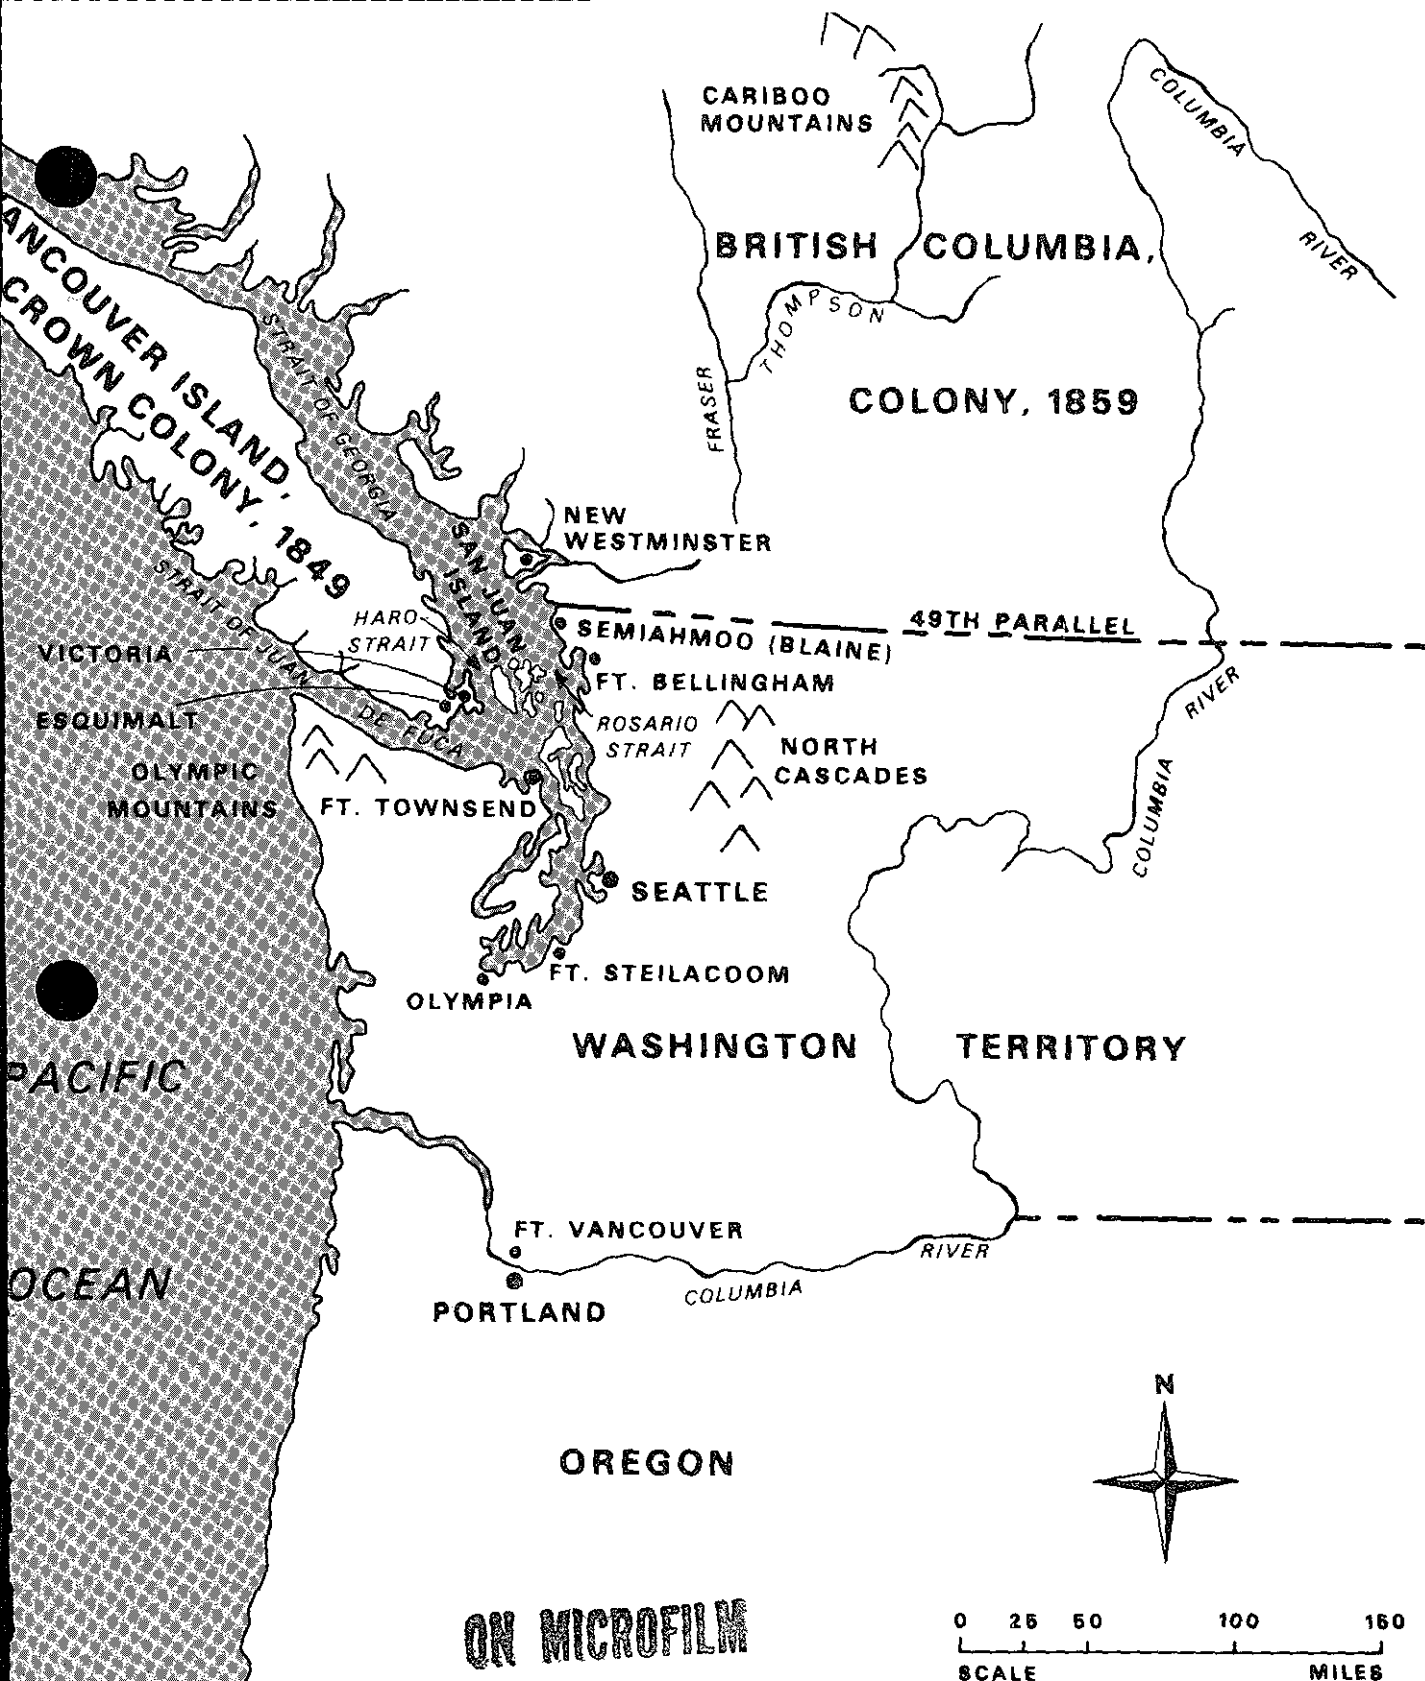 CARIBOO
MOUNTAINS
COLUMBIA
RIVER
BRITISH COLUMBIA,
COLONY, 1859
THOMPSON
FRASER
ANCOUVER ISLAND,
CROWN COLONY, 1849
STRAIT OF GEORGIA
SAN JUAN
ISLAND
NEW
WESTMINSTER
STRAIT OF JUAN DE FUCA
HARO
STRAIT
49TH PARALLEL
SEMIAHMOO (BLAINE)
VICTORIA
FT. BELLINGHAM
ESQUIMALT
ROSARIO
STRAIT
NORTH
CASCADES
RIVER
COLUMBIA
OLYMPIC
MOUNTAINS
FT. TOWNSEND
SEATTLE
FT. STEILACOOM
OLYMPIA
WASHINGTON TERRITORY
PACIFIC
OCEAN
FT. VANCOUVER
PORTLAND
COLUMBIA
RIVER
N
OREGON
ON MICROFILM
0 25 50 100 150
SCALE MILES